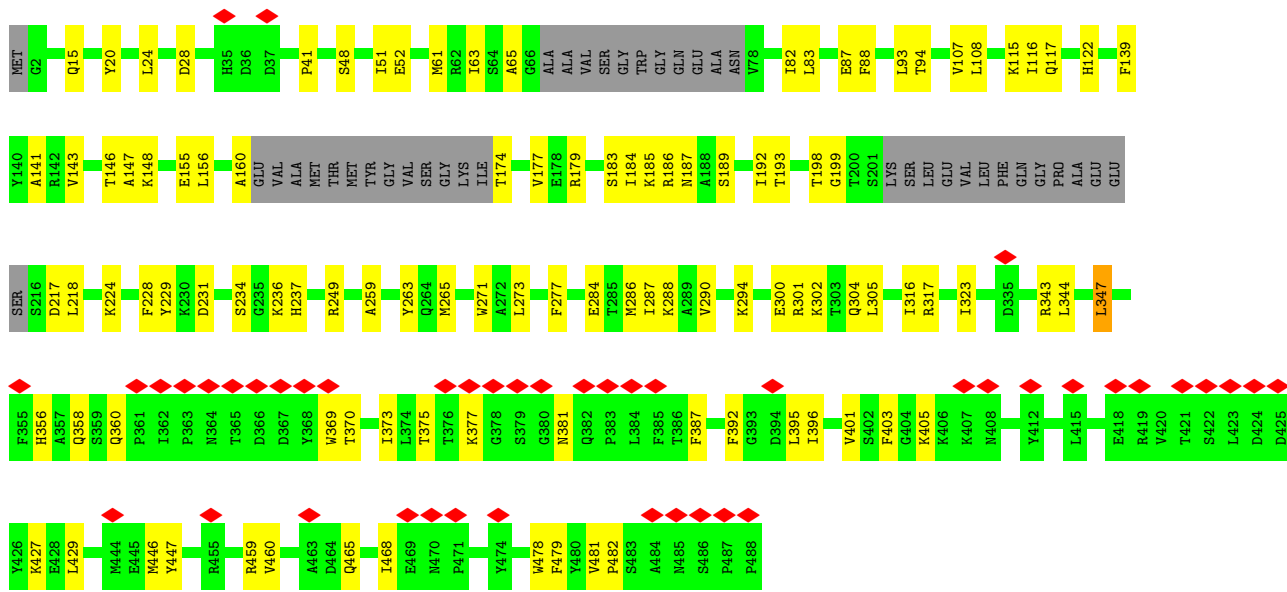 MET G2 Q15 Y20 L24 D28 H35 D36 D37 P41 S48 I51 E52 M61 R62 I63 S64 A65 G66 ALA ALA VAL SER GLY TRP GLY GLN GLU ALA ASN V78 I82 L83 E87 F88 L93 T94 V107 L108 K115 I116 Q117 H122 F139
Y140 A141 R142 V143 T146 A147 K148 E155 L156 A160 GLU VAL ALA MET THR MET TYR GLY VAL SER GLY LYS ILE T174 V177 E178 R179 S183 I184 K185 R186 N187 A188 S189 I192 T193 T198 G199 T200 S201 LYS SER LEU GLU VAL LEU PHE GLN GLY PRO ALA GLU GLU
SER S216 D217 L218 K224 F228 Y229 K230 D231 S234 G235 K236 H237 R249 A259 Y263 Q264 M265 W271 A272 L273 F277 E284 T285 M286 I287 K288 A289 V290 K294 E300 R301 K302 T303 Q304 L305 I316 R317 I323 D335 R343 L344 L347
F355 H356 A357 Q358 S359 Q360 P361 I362 P363 N364 T365 D366 D367 Y368 W369 T370 I373 L374 T375 T376 K377 G378 S379 G380 N381 Q382 P383 L384 F385 T386 F387 F392 G393 D394 L395 I396 V401 S402 F403 G404 K405 K406 K407 N408 Y412 L415 E418 R419 V420 T421 S422 L423 D424 D425
Y426 K427 E428 L429 M444 E445 M446 Y447 R455 R459 V460 A463 D464 Q465 I468 E469 N470 P471 Y474 W478 F479 Y480 V481 P482 S483 A484 N485 S486 P487 P488